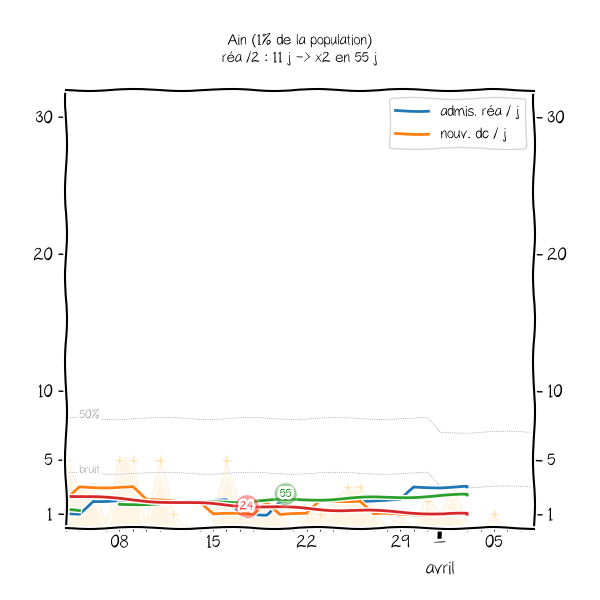 Ain (1% de la population)
réa /2 : 11 j -> x2 en 55 j
admis. réa / j
nouv. dc / j
30 30
20 20
10 10
50%
5 5
bruit
55
24
1 1
08 15 22 29 1 05
avril